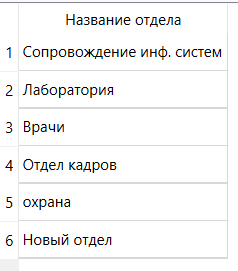 Название отдела
1 Сопровождение инф. систем
2 Лаборатория
3 Врачи
4 Отдел кадров
5 охрана
6 Новый отдел